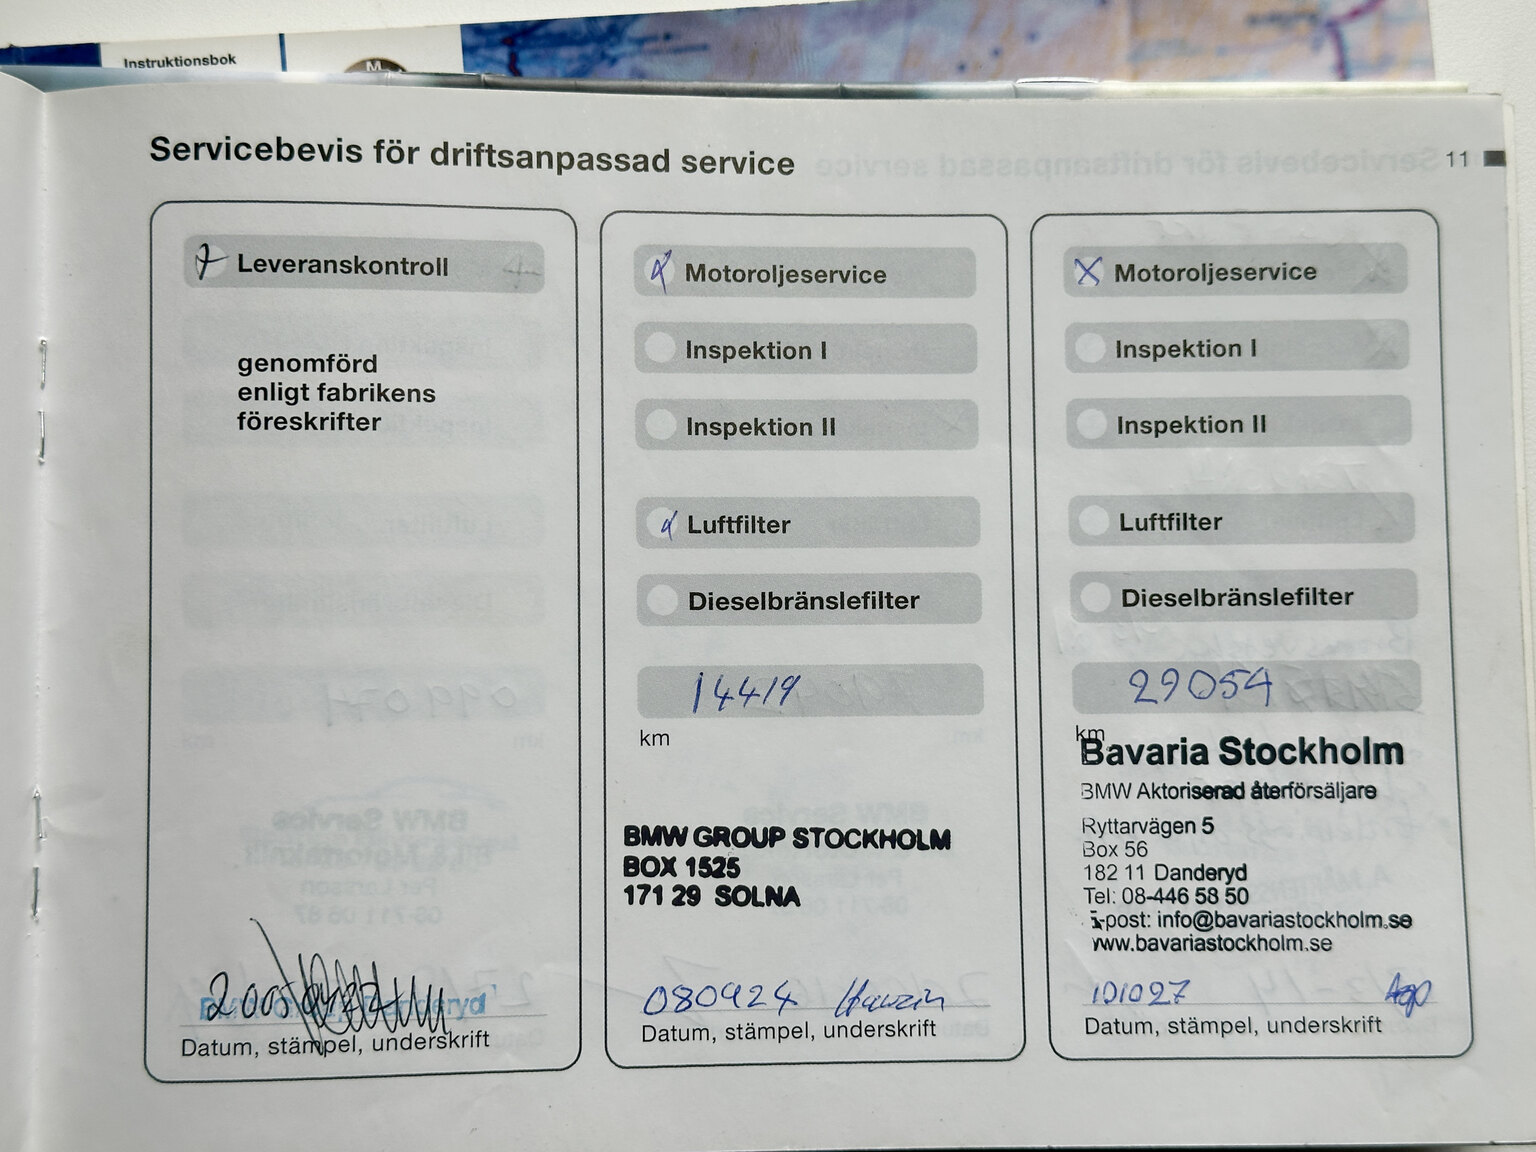 Instruktionsbok
M
Servicebevis för driftsanpassad service
11
Leveranskontroll
genomförd
enligt fabrikens
föreskrifter
Danderyd
Datum, stämpel, underskrift
Motoroljeservice
Inspektion I
Inspektion II
Luftfilter
Dieselbränslefilter
14419
km
BMW GROUP STOCKHOLM
BOX 1525
171 29 SOLNA
080924
Datum, stämpel, underskrift
X Motoroljeservice
Inspektion I
Inspektion II
Luftfilter
Dieselbränslefilter
29054
km
Bavaria Stockholm
BMW Aktoriserad återförsäljare
Ryttarvägen 5
Box 56
182 11 Danderyd
Tel: 08-446 58 50
i-post: info@bavariastockholm.se
www.bavariastockholm.se
101027
Datum, stämpel, underskrift